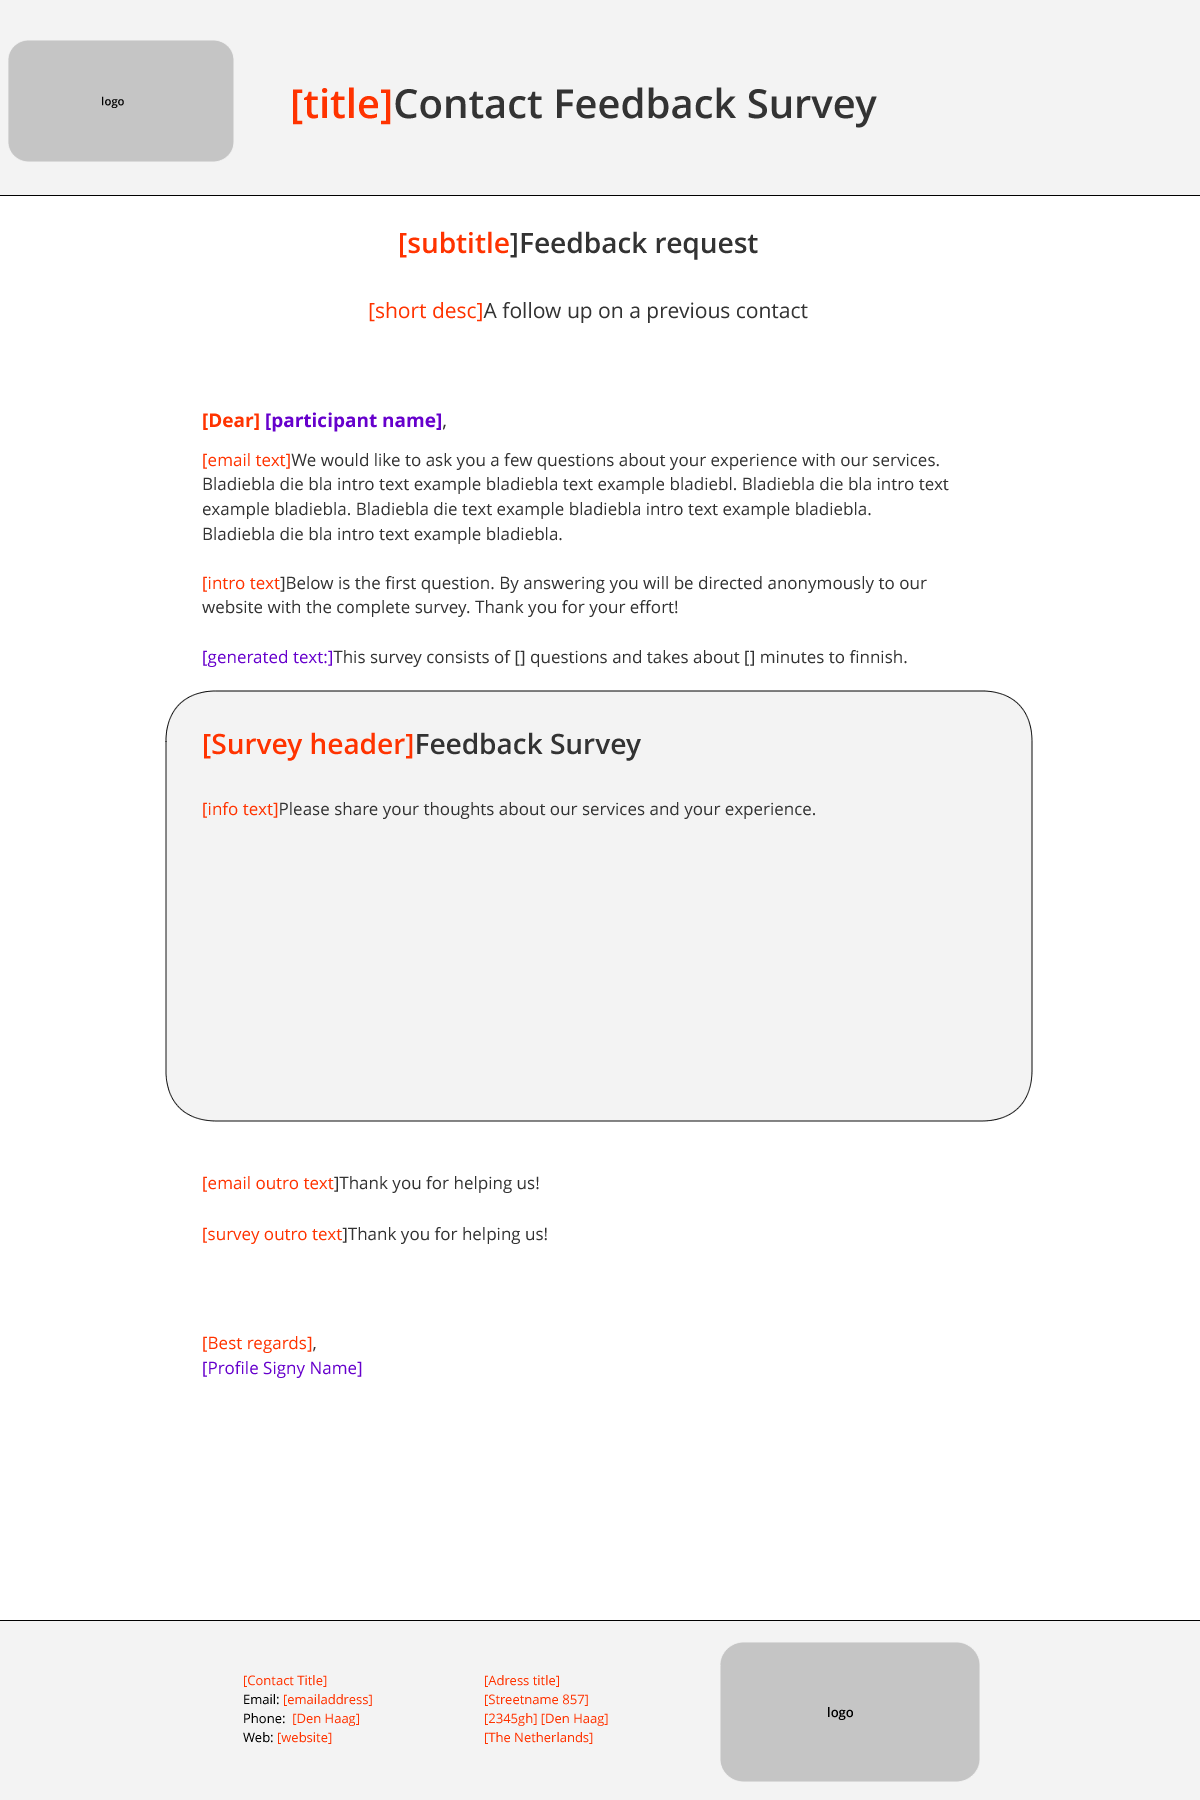 logo
[title]Contact Feedback Survey
[subtitle]Feedback request
[short desc]A follow up on a previous contact
[Dear] [participant name],
[email text]We would like to ask you a few questions about your experience with our services.
Bladiebla die bla intro text example bladiebla text example bladiebl. Bladiebla die bla intro text
example bladiebla. Bladiebla die text example bladiebla intro text example bladiebla.
Bladiebla die bla intro text example bladiebla.
[intro text]Below is the first question. By answering you will be directed anonymously to our
website with the complete survey. Thank you for your effort!
[generated text:]This survey consists of [] questions and takes about [] minutes to finnish.
[Survey header]Feedback Survey
[info text]Please share your thoughts about our services and your experience.
[email outro text]Thank you for helping us!
[survey outro text]Thank you for helping us!
[Best regards],
[Profile Signy Name]
[Contact Title]
Email: [emailaddress]
Phone:  [Den Haag]
Web: [website]
[Adress title]
[Streetname 857]
[2345gh] [Den Haag]
[The Netherlands]
logo